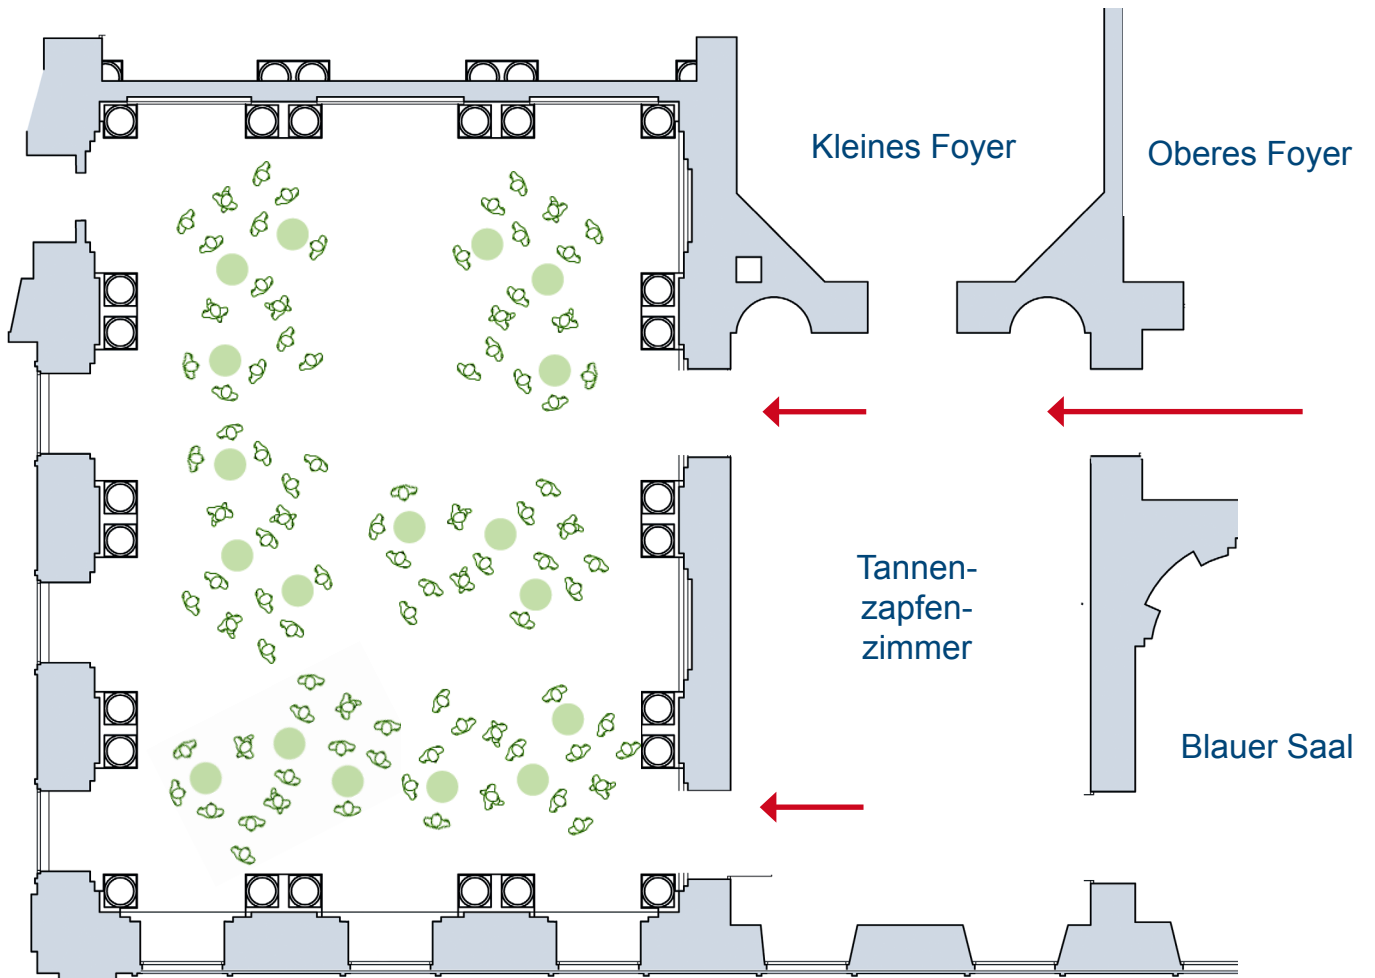 Kleines Foyer
Oberes Foyer
Tannen-
zapfen-
zimmer
Blauer Saal